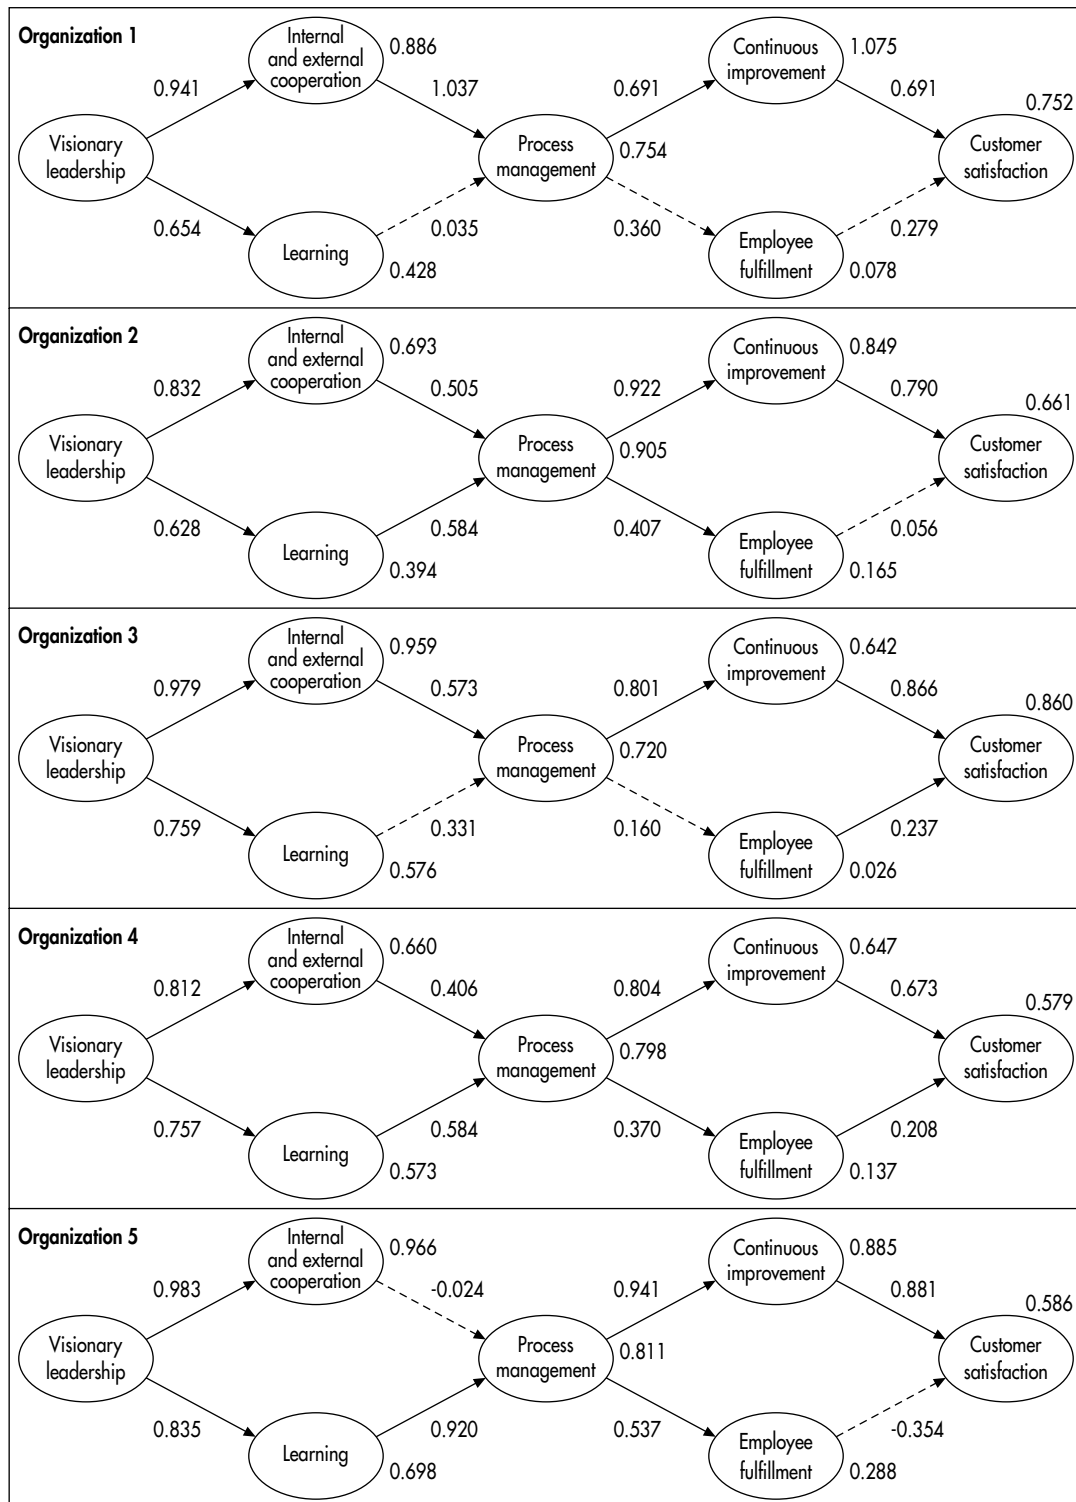 Organization 1
Internal
and external
cooperation
0.886
Continuous
improvement
1.075
0.941
1.037
0.691
0.691
0.752
Visionary
leadership
Process
management
0.754
Customer
satisfaction
0.654
Learning
0.035
0.428
0.360
Employee
fulfillment
0.279
0.078
Organization 2
Internal
and external
cooperation
0.693
Continuous
improvement
0.849
0.832
0.505
0.922
0.790
0.661
Visionary
leadership
Process
management
0.905
Customer
satisfaction
0.628
Learning
0.584
0.394
0.407
Employee
fulfillment
0.056
0.165
Organization 3
Internal
and external
cooperation
0.959
Continuous
improvement
0.642
0.979
0.573
0.801
0.866
0.860
Visionary
leadership
Process
management
0.720
Customer
satisfaction
0.759
Learning
0.331
0.576
0.160
Employee
fulfillment
0.237
0.026
Organization 4
Internal
and external
cooperation
0.660
Continuous
improvement
0.647
0.812
0.406
0.804
0.673
0.579
Visionary
leadership
Process
management
0.798
Customer
satisfaction
0.757
Learning
0.584
0.573
0.370
Employee
fulfillment
0.208
0.137
Organization 5
Internal
and external
cooperation
0.966
Continuous
improvement
0.885
0.983
-0.024
0.941
0.881
0.586
Visionary
leadership
Process
management
0.811
Customer
satisfaction
0.835
Learning
0.920
0.698
0.537
Employee
fulfillment
-0.354
0.288